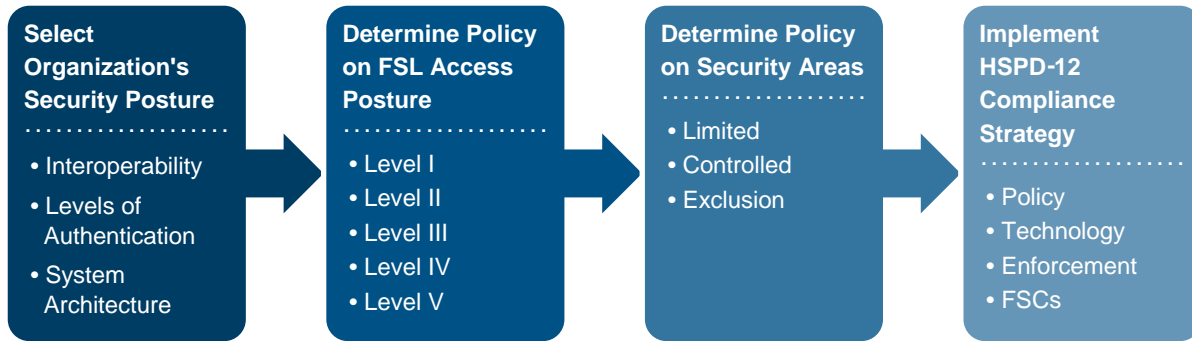 Select
Organization's
Security Posture
• Interoperability
• Levels of
Authentication
• System
Architecture
Determine Policy
on FSL Access
Posture
• Level I
• Level II
• Level III
• Level IV
• Level V
Determine Policy
on Security Areas
• Limited
• Controlled
• Exclusion
Implement
HSPD-12
Compliance
Strategy
• Policy
• Technology
• Enforcement
• FSCs